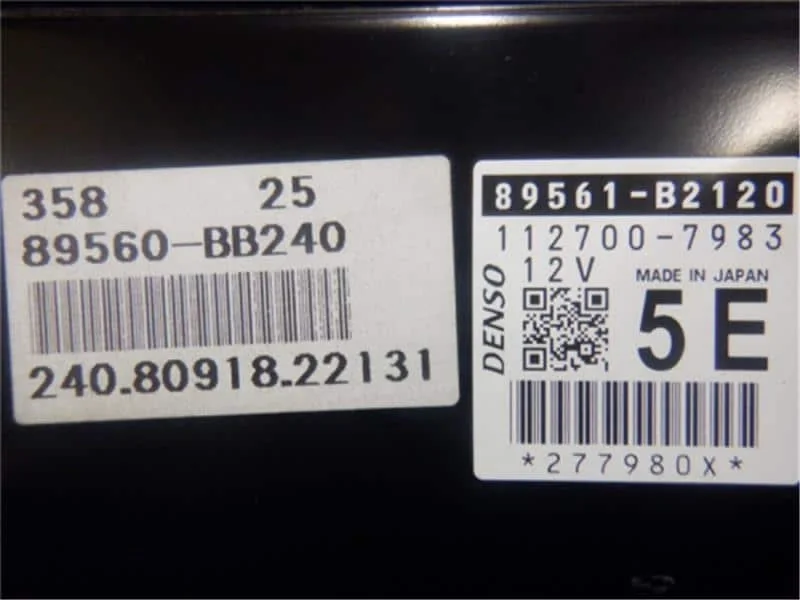 358 25
89560-BB240
240.80918.22131
89561-B2120
112700-7983
12V
MADE IN JAPAN
DENSO
5E
*277980X*